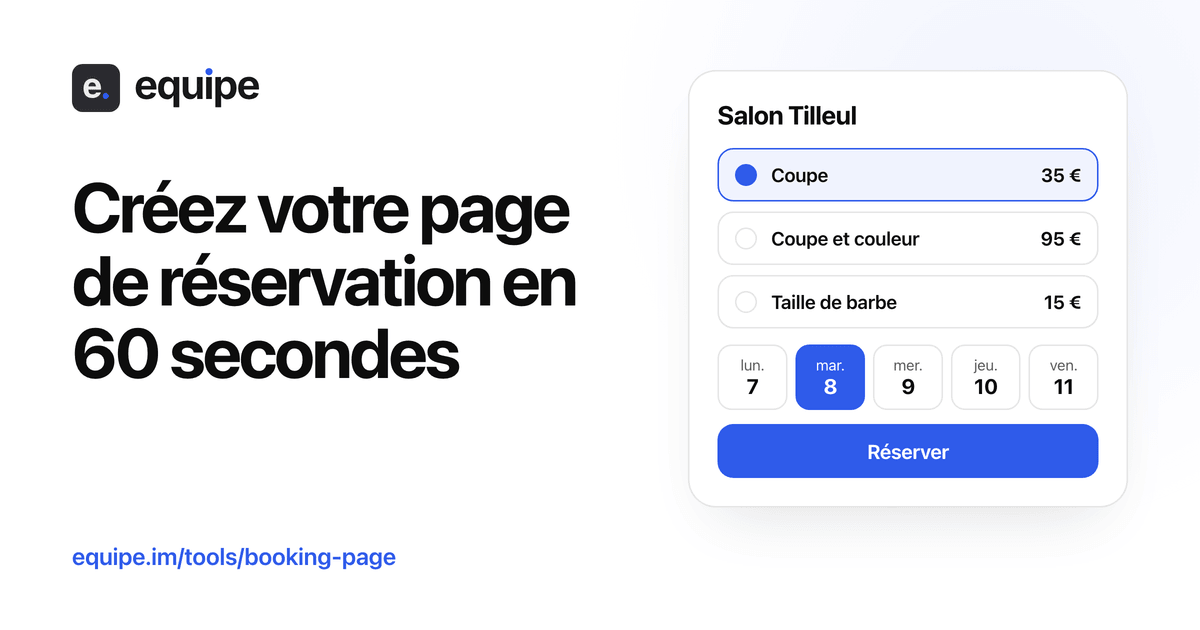 e. equipe
Créez votre page
de réservation en
60 secondes
equipe.im/tools/booking-page
Salon Tilleul
Coupe 35 €
Coupe et couleur 95 €
Taille de barbe 15 €
lun. mar. mer. jeu. ven.
7 8 9 10 11
Réserver